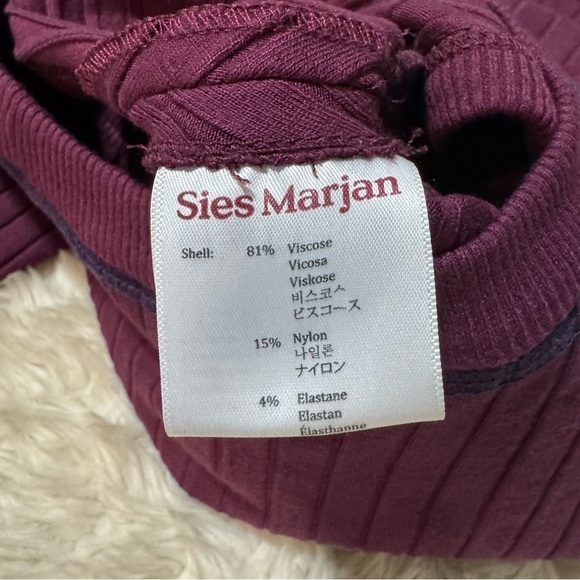 Sies Marjan
Shell: 81% Viscose
Vicosa
Viskose
비스코스
ビスコース
15% Nylon
나일론
ナイロン
4% Elastane
Elastan
Élasthanne